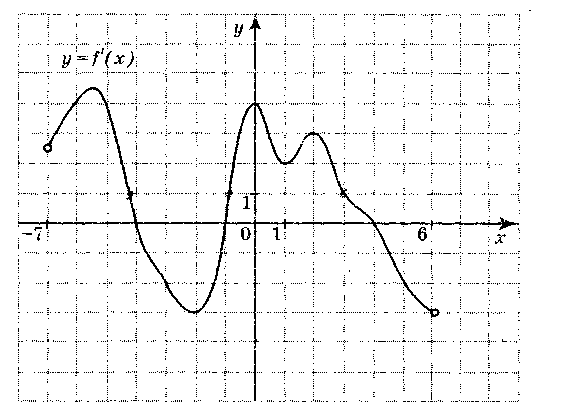 y
y = f'(x)
1
-7 0 1 6 x